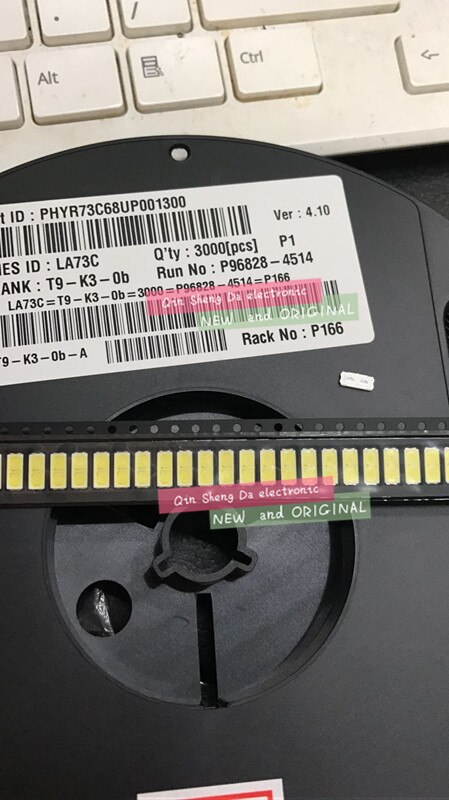 Alt
Ctrl
/
←
t ID : PHYR73C68UP001300
Ver : 4.10
MES ID : LA73C
Q'ty : 3000[pcs]
P1
RANK : T9-K3-0b
Run No : P96828-4514
LA73C=T9-K3-0b=3000=P96828-4514=P166
Qin Sheng Da electronic
NEW and ORIGINAL
T9-K3-0b-A
Rack No : P166
Qin Sheng Da electronic
NEW and ORIGINAL